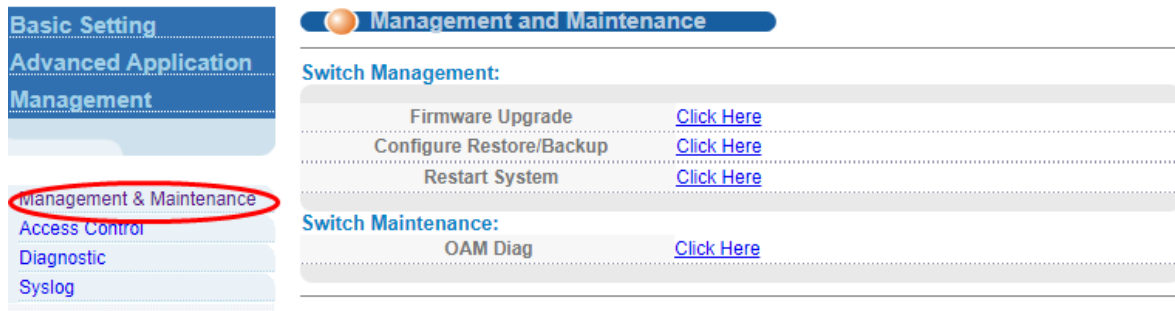 Basic Setting
Advanced Application
Management
Management & Maintenance
Access Control
Diagnostic
Syslog
Management and Maintenance
Switch Management:
Firmware Upgrade Click Here
Configure Restore/Backup Click Here
Restart System Click Here
Switch Maintenance:
OAM Diag Click Here